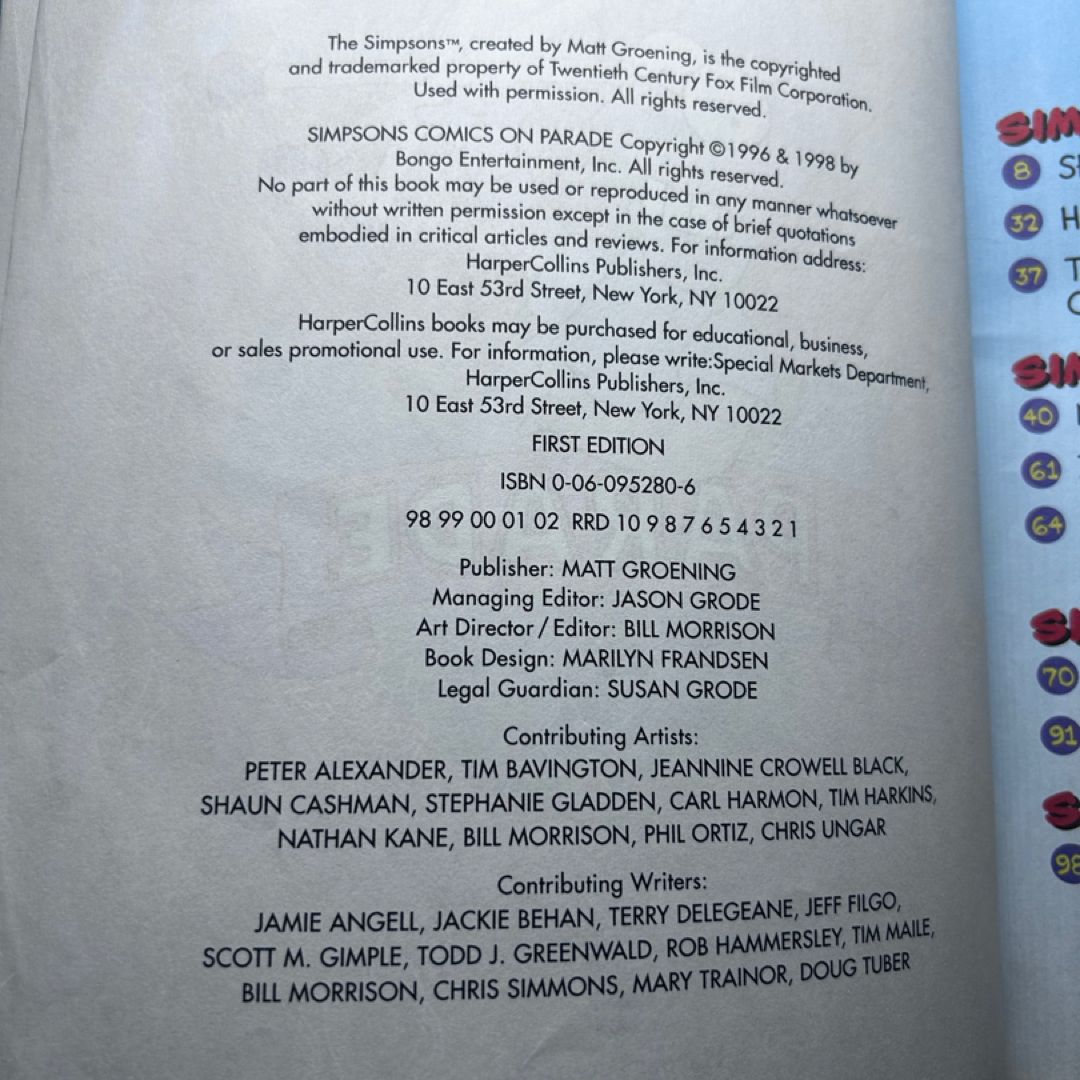 The Simpsons™, created by Matt Groening, is the copyrighted
and trademarked property of Twentieth Century Fox Film Corporation.
Used with permission. All rights reserved.
SIMPSONS COMICS ON PARADE Copyright ©1996 & 1998 by
Bongo Entertainment, Inc. All rights reserved.
No part of this book may be used or reproduced in any manner whatsoever
without written permission except in the case of brief quotations
embodied in critical articles and reviews. For information address:
HarperCollins Publishers, Inc.
10 East 53rd Street, New York, NY 10022
HarperCollins books may be purchased for educational, business,
or sales promotional use. For information, please write:Special Markets Department,
HarperCollins Publishers, Inc.
10 East 53rd Street, New York, NY 10022
FIRST EDITION
ISBN 0-06-095280-6
98 99 00 01 02 RRD 10 9 8 7 6 5 4 3 2 1
Publisher: MATT GROENING
Managing Editor: JASON GRODE
Art Director / Editor: BILL MORRISON
Book Design: MARILYN FRANDSEN
Legal Guardian: SUSAN GRODE
Contributing Artists:
PETER ALEXANDER, TIM BAVINGTON, JEANNINE CROWELL BLACK,
SHAUN CASHMAN, STEPHANIE GLADDEN, CARL HARMON, TIM HARKINS,
NATHAN KANE, BILL MORRISON, PHIL ORTIZ, CHRIS UNGAR
Contributing Writers:
JAMIE ANGELL, JACKIE BEHAN, TERRY DELEGEANE, JEFF FILGO,
SCOTT M. GIMPLE, TODD J. GREENWALD, ROB HAMMERSLEY, TIM MAILE,
BILL MORRISON, CHRIS SIMMONS, MARY TRAINOR, DOUG TUBER
8
32
37
40
61
64
70
91
98